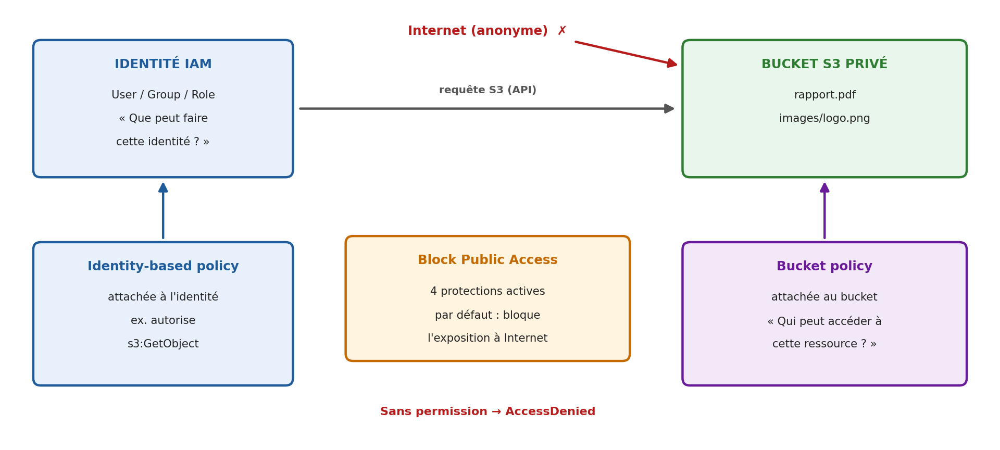 Internet (anonyme) ✗
IDENTITÉ IAM
User / Group / Role
« Que peut faire
cette identité ? »
requête S3 (API)
BUCKET S3 PRIVÉ
rapport.pdf
images/logo.png
Identity-based policy
attachée à l'identité
ex. autorise
s3:GetObject
Block Public Access
4 protections actives
par défaut : bloque
l'exposition à Internet
Bucket policy
attachée au bucket
« Qui peut accéder à
cette ressource ? »
Sans permission → AccessDenied